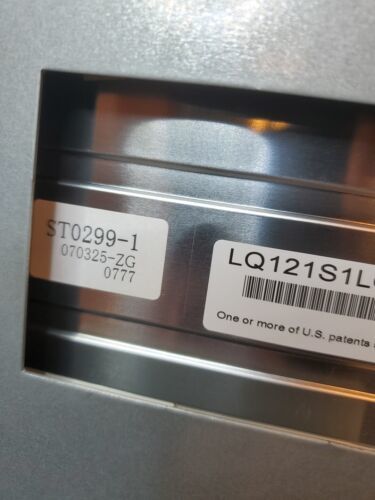 ST0299-1
070325-ZG
0777
LQ121S1L
One or more of U.S. patents